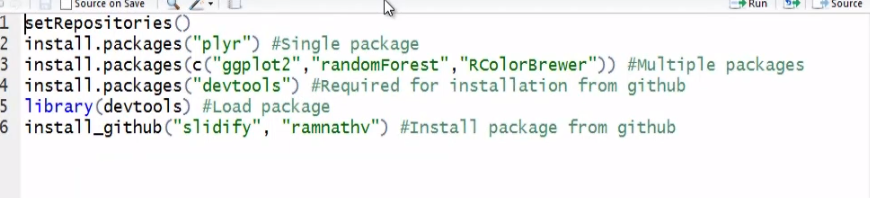 Source on Save Run Source
1 setRepositories()
2 install.packages("plyr") #Single package
3 install.packages(c("ggplot2","randomForest","RColorBrewer")) #Multiple packages
4 install.packages("devtools") #Required for installation from github
5 library(devtools) #Load package
6 install_github("slidify", "ramnathv") #Install package from github